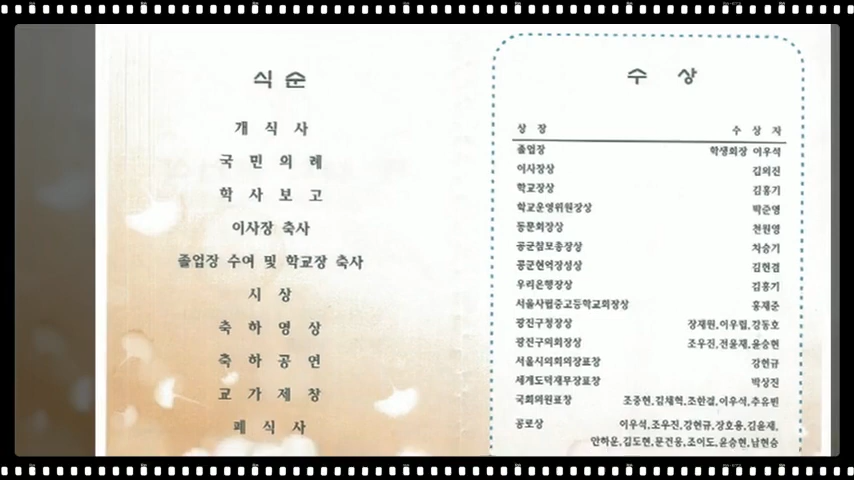 식순
개 식 사
국 민 의 례
학 사 보 고
이사장 축사
졸업장 수여 및 학교장 축사
시 상
축 하 영 상
축 하 공 연
교 가 제 창
폐 식 사
수 상
상 장 수 상 자
졸업장 학생회장 이우석
이사장상 김의진
학교장상 김홍기
학교운영위원장상 박준영
동문회장상 천원영
공군참모총장상 차승기
공군현역장성상 김현겸
우리은행장상 김홍기
서울사립중고등학교회장상 홍재준
광진구청장상 장재원,이우림,강동호
광진구의회장상 조우진,전윤재,윤승현
서울시의회의장표창 강현규
세계도덕재무장표창 박상진
국회의원표창 조중현,김채혁,조한결,이우석,추유빈
공로상 이우석,조우진,강현규,장호용,김윤재,
안하운,김도현,문건웅,조이도,윤승현,남현승